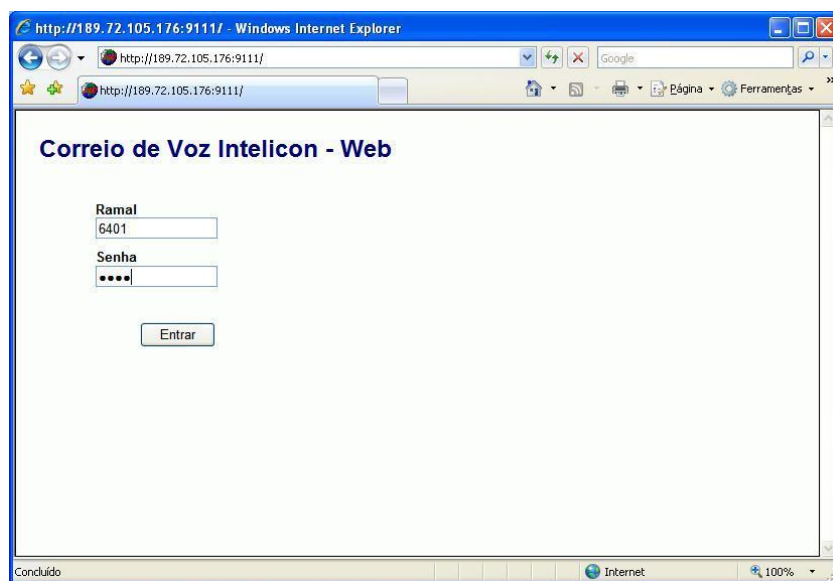 http://189.72.105.176:9111/ - Windows Internet Explorer
http://189.72.105.176:9111/
Google
http://189.72.105.176:9111/
Página
Ferramentas
»
Correio de Voz Intelicon - Web
Ramal
6401
Senha
••••
Entrar
Concluído
Internet
100%